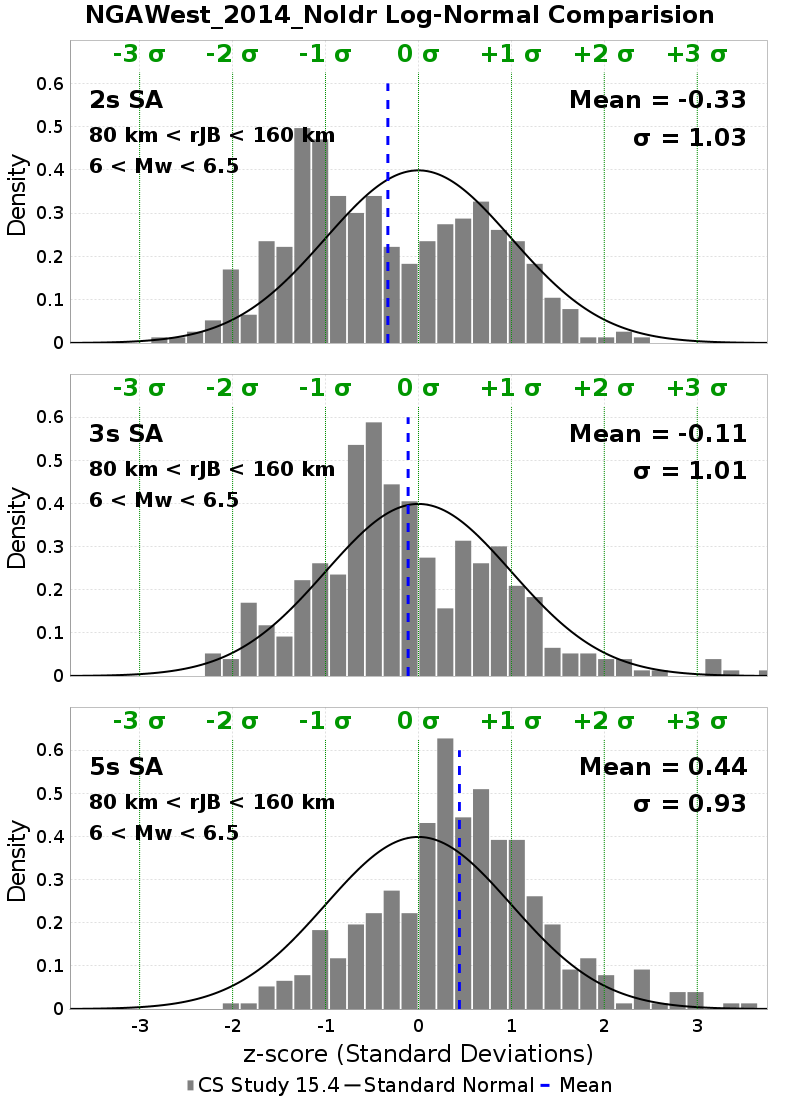 NGAWest_2014_NoIdr Log-Normal Comparision
-3 σ -2 σ -1 σ 0 σ +1 σ +2 σ +3 σ
2s SA
Mean = -0.33
80 km < rJB < 160 km
σ = 1.03
6 < Mw < 6.5
Density
0.6
0.5
0.4
0.3
0.2
0.1
0
-3 σ -2 σ -1 σ 0 σ +1 σ +2 σ +3 σ
3s SA
Mean = -0.11
80 km < rJB < 160 km
σ = 1.01
6 < Mw < 6.5
Density
0.6
0.5
0.4
0.3
0.2
0.1
0
-3 σ -2 σ -1 σ 0 σ +1 σ +2 σ +3 σ
5s SA
Mean = 0.44
80 km < rJB < 160 km
σ = 0.93
6 < Mw < 6.5
Density
0.6
0.5
0.4
0.3
0.2
0.1
0
-3 -2 -1 0 1 2 3
z-score (Standard Deviations)
CS Study 15.4 Standard Normal Mean